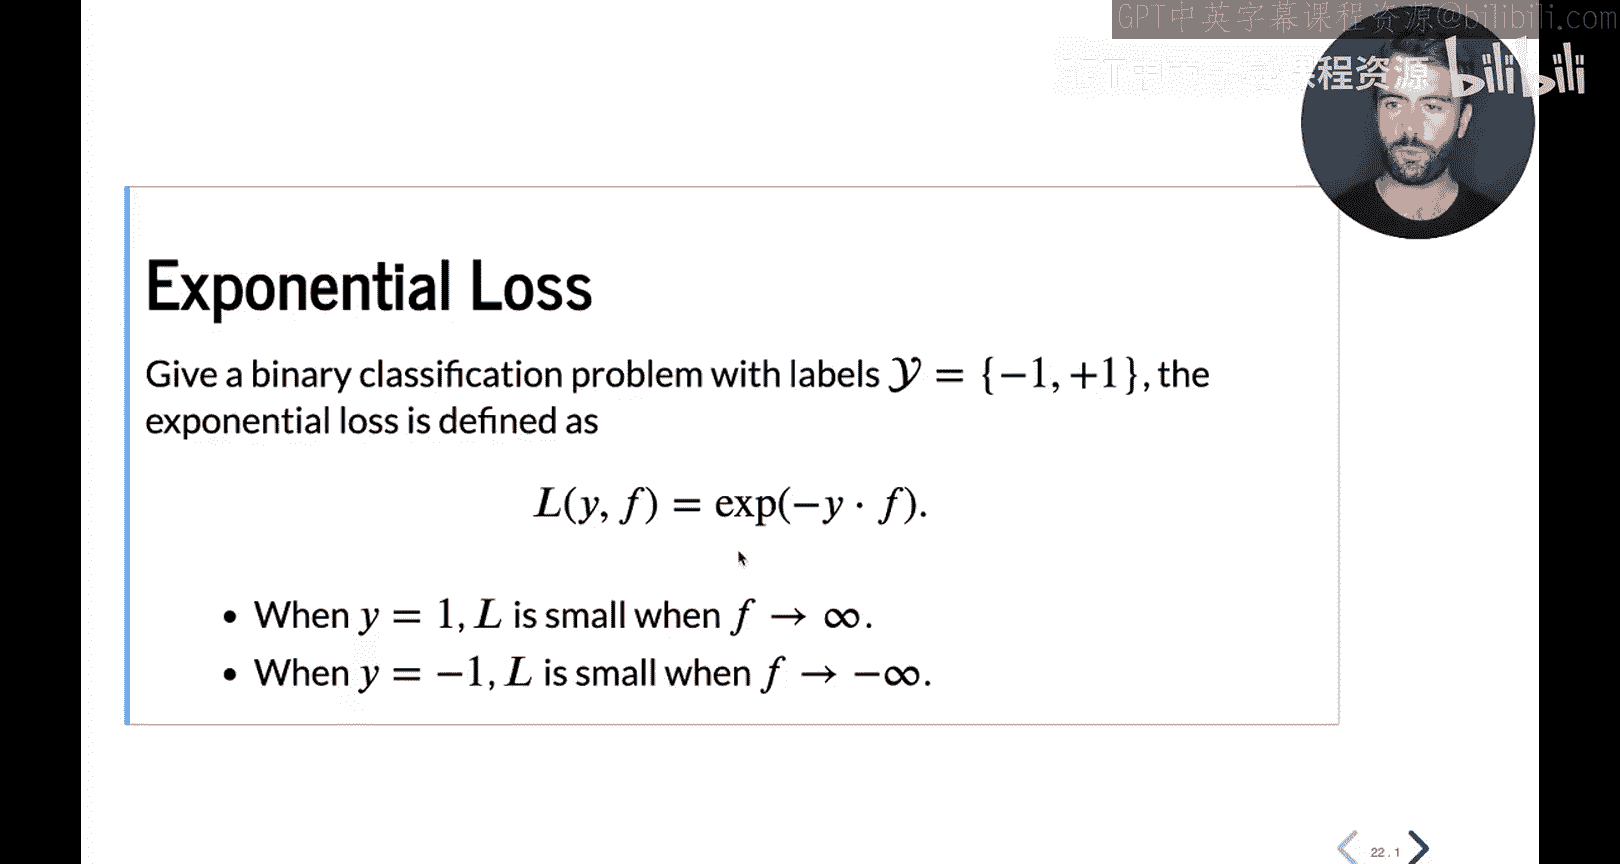 GPT中英字幕课程资源@bilibili.com
程资源 bilibili
Exponential Loss
Give a binary classification problem with labels 𝒴 = {−1, +1}, the
exponential loss is defined as
L(y, f) = exp(−y · f).
• When y = 1, L is small when f → ∞.
• When y = −1, L is small when f → −∞.
22 . 1